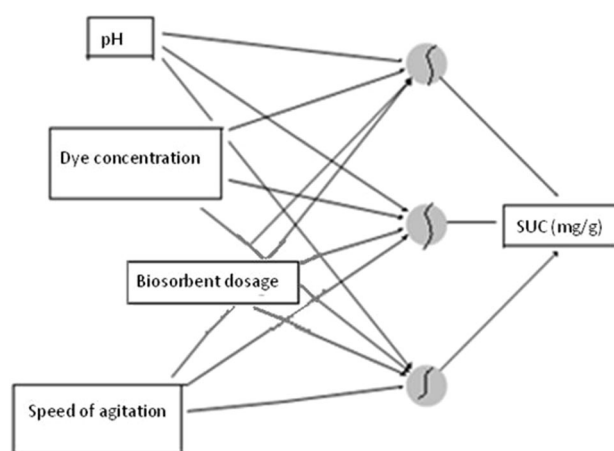 pH
Dye concentration
Biosorbent dosage
SUC (mg/g)
Speed of agitation